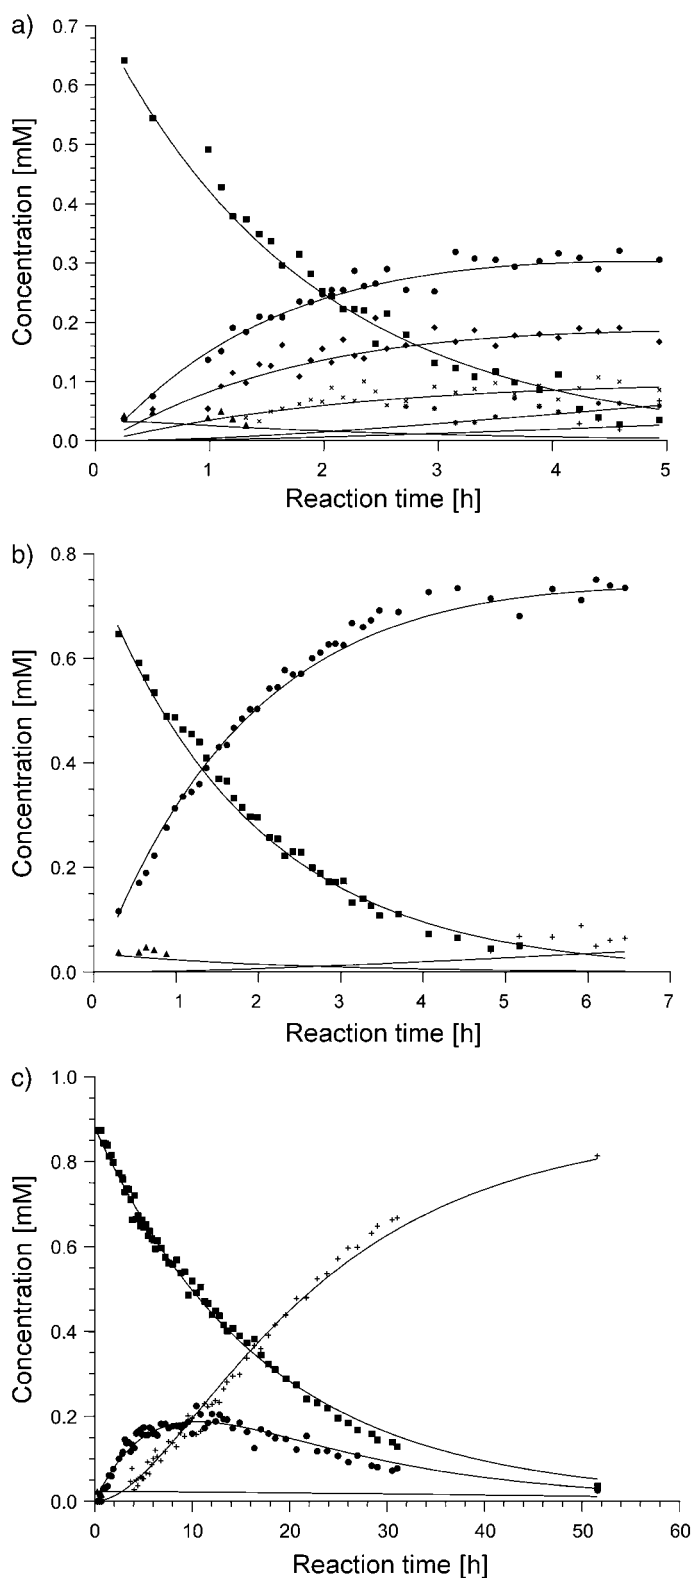 a)
0.7
0.6
0.5
0.4
0.3
0.2
0.1
0.0
Concentration [mM]
0 1 2 3 4 5
Reaction time [h]
b)
0.8
0.6
0.4
0.2
0.0
Concentration [mM]
0 1 2 3 4 5 6 7
Reaction time [h]
c)
1.0
0.8
0.6
0.4
0.2
0.0
Concentration [mM]
0 10 20 30 40 50 60
Reaction time [h]